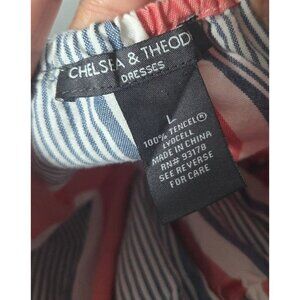 CHELSEA & THEOD
DRESSES
L
100% TENCEL®
LYOCELL
MADE IN CHINA
RN# 93178
SEE REVERSE
FOR CARE